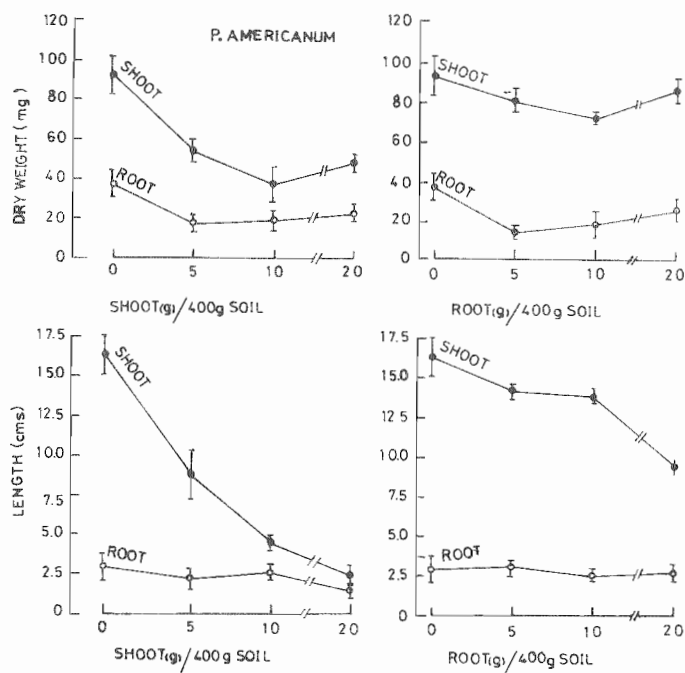 P. AMERICANUM
DRY WEIGHT (mg)
120
100
80
60
40
20
0
SHOOT
ROOT
0 5 10 20
SHOOT(g)/400g SOIL
120
100
80
60
40
20
0
SHOOT
ROOT
0 5 10 20
ROOT(g)/400g SOIL
LENGTH (cms)
17.5
15.0
12.5
10.0
7.5
5.0
2.5
0
SHOOT
ROOT
0 5 10 20
SHOOT(g)/400g SOIL
17.5
15.0
12.5
10.0
7.5
5.0
2.5
0
SHOOT
ROOT
0 5 10 20
ROOT(g)/400g SOIL